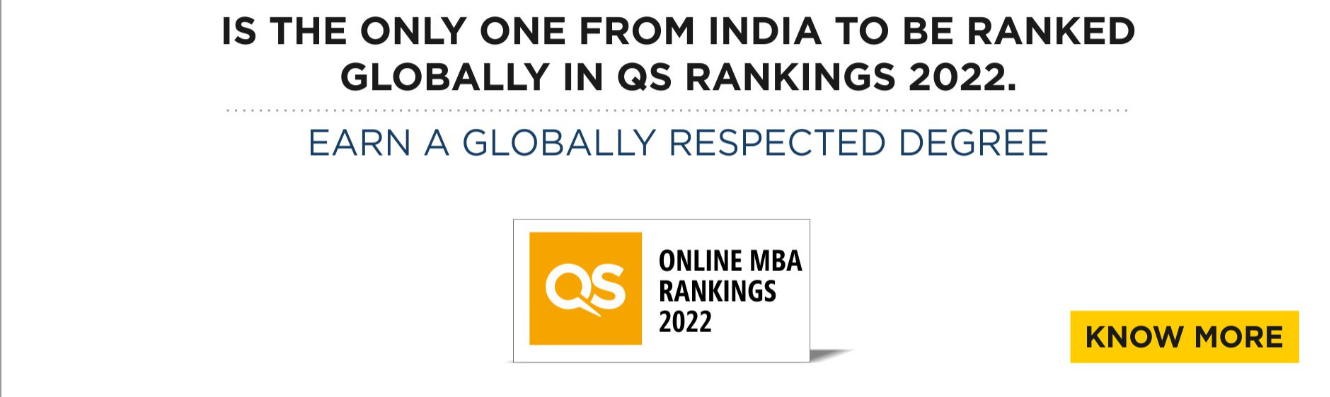 IS THE ONLY ONE FROM INDIA TO BE RANKED
GLOBALLY IN QS RANKINGS 2022.
EARN A GLOBALLY RESPECTED DEGREE
QS
ONLINE MBA
RANKINGS
2022
KNOW MORE